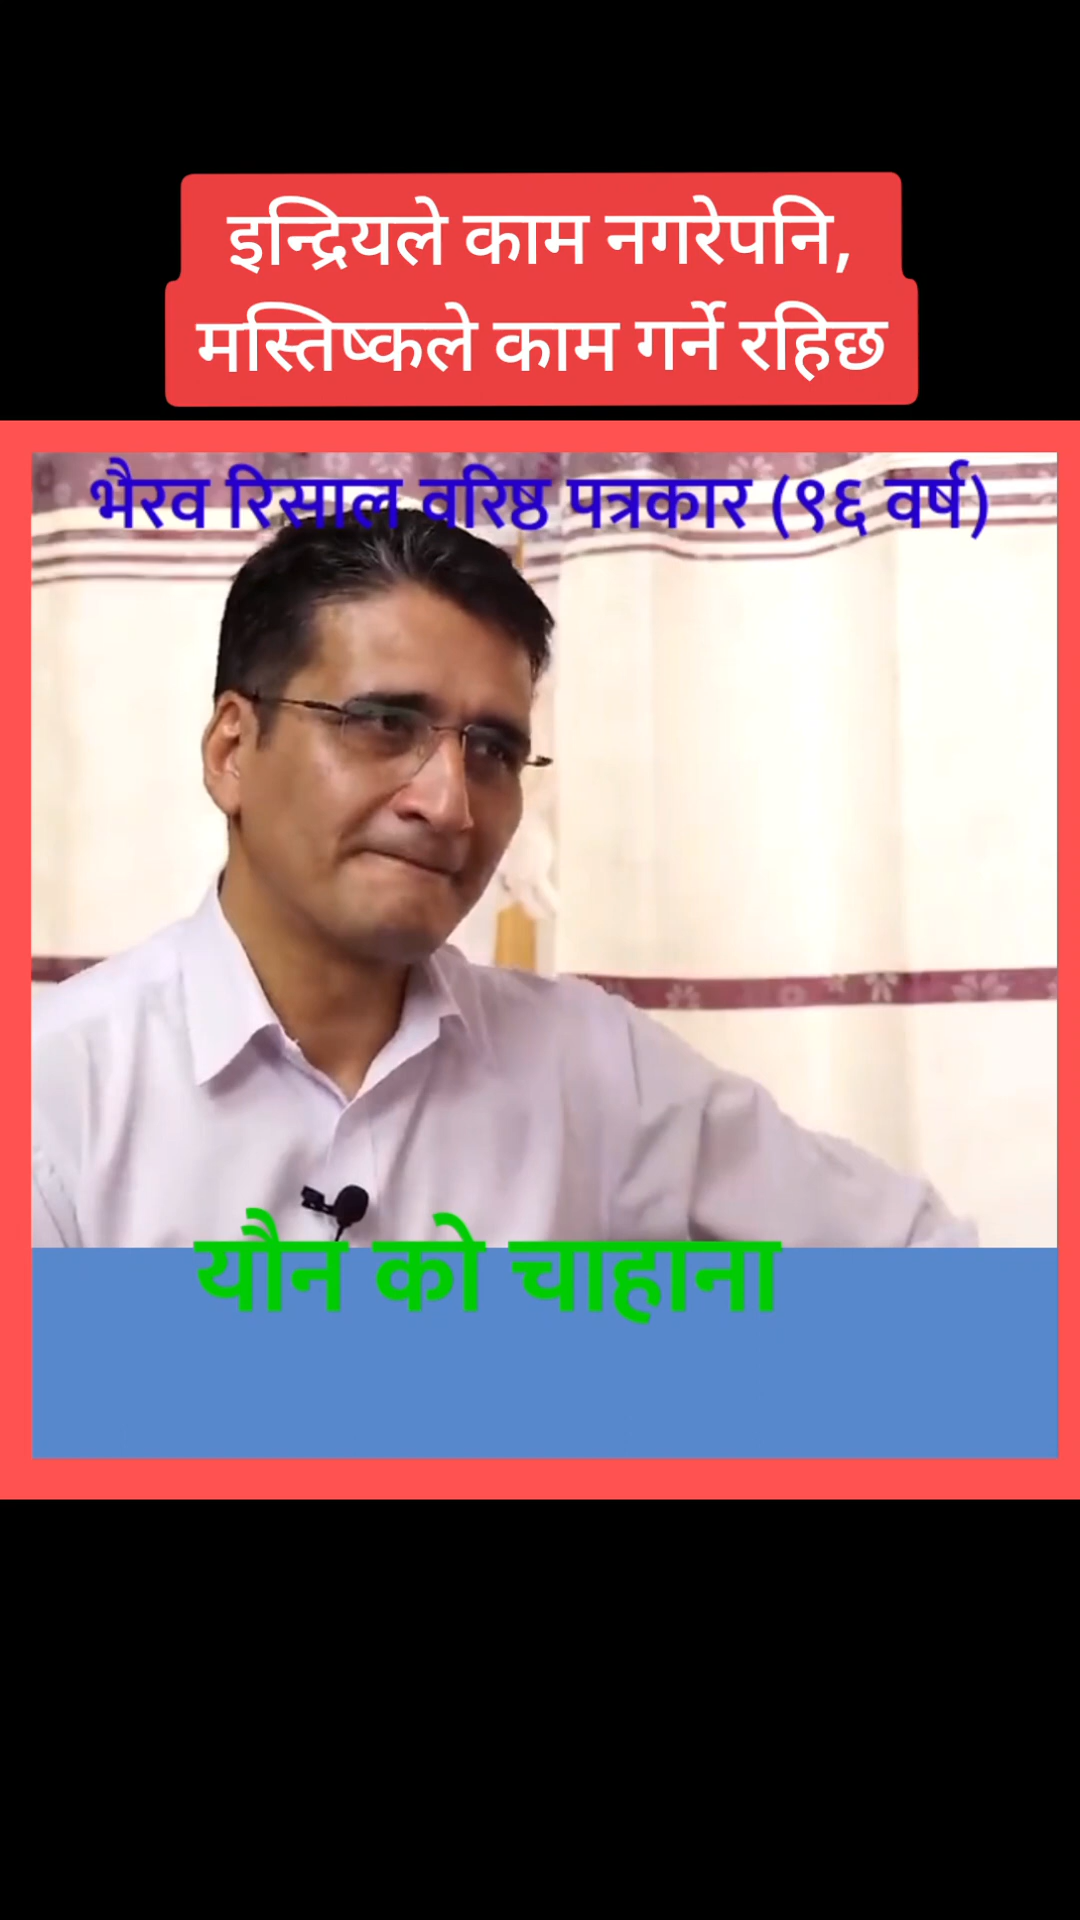 इन्द्रियले काम नगरेपनि,
मस्तिष्कले काम गर्ने रहिछ
भैरव रिसाल वरिष्ठ पत्रकार (९६ वर्ष)
यौन को चाहाना